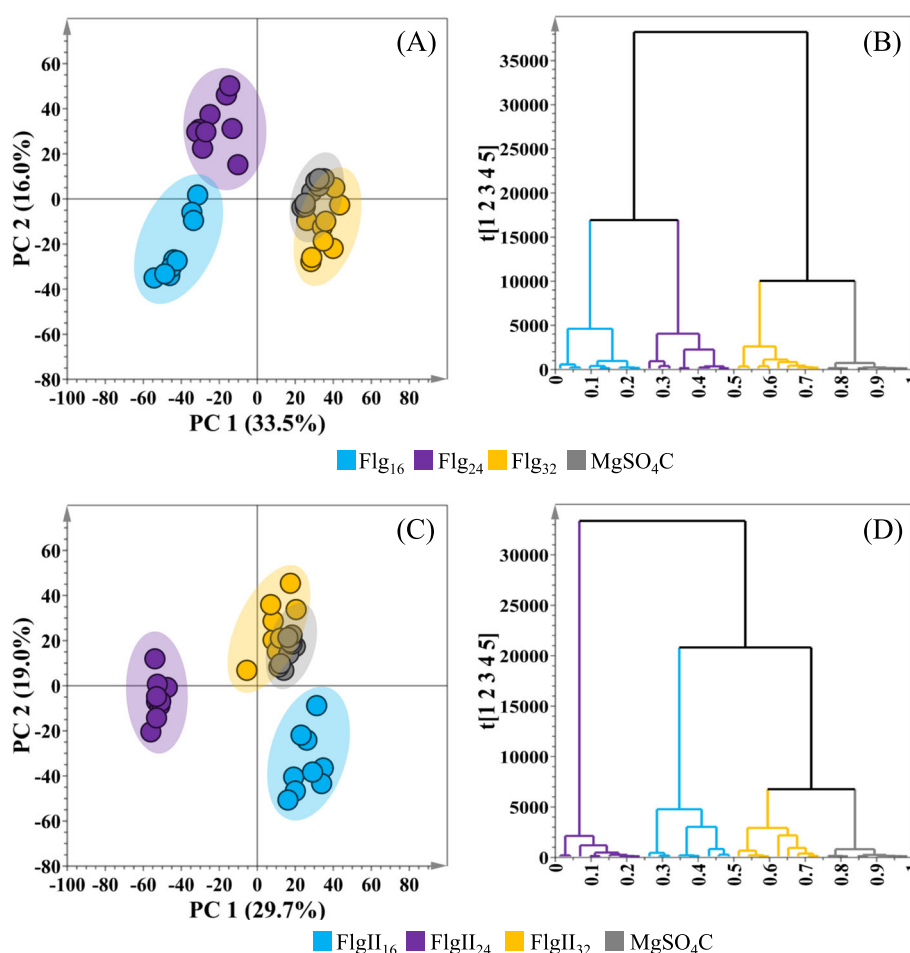 (A)
60
40
20
0
-20
-40
-60
-80
PC 2 (16.0%)
-100 -80 -60 -40 -20 0 20 40 60 80
PC 1 (33.5%)
(B)
35000
30000
25000
20000
15000
10000
5000
0
t[1 2 3 4 5]
0 0.1 0.2 0.3 0.4 0.5 0.6 0.7 0.8 0.9 1
Flg₁₆ Flg₂₄ Flg₃₂ MgSO₄C
(C)
60
40
20
0
-20
-40
-60
-80
PC 2 (19.0%)
-100 -80 -60 -40 -20 0 20 40 60 80
PC 1 (29.7%)
(D)
30000
25000
20000
15000
10000
5000
0
t[1 2 3 4 5]
0 0.1 0.2 0.3 0.4 0.5 0.6 0.7 0.8 0.9 1
FlgII₁₆ FlgII₂₄ FlgII₃₂ MgSO₄C